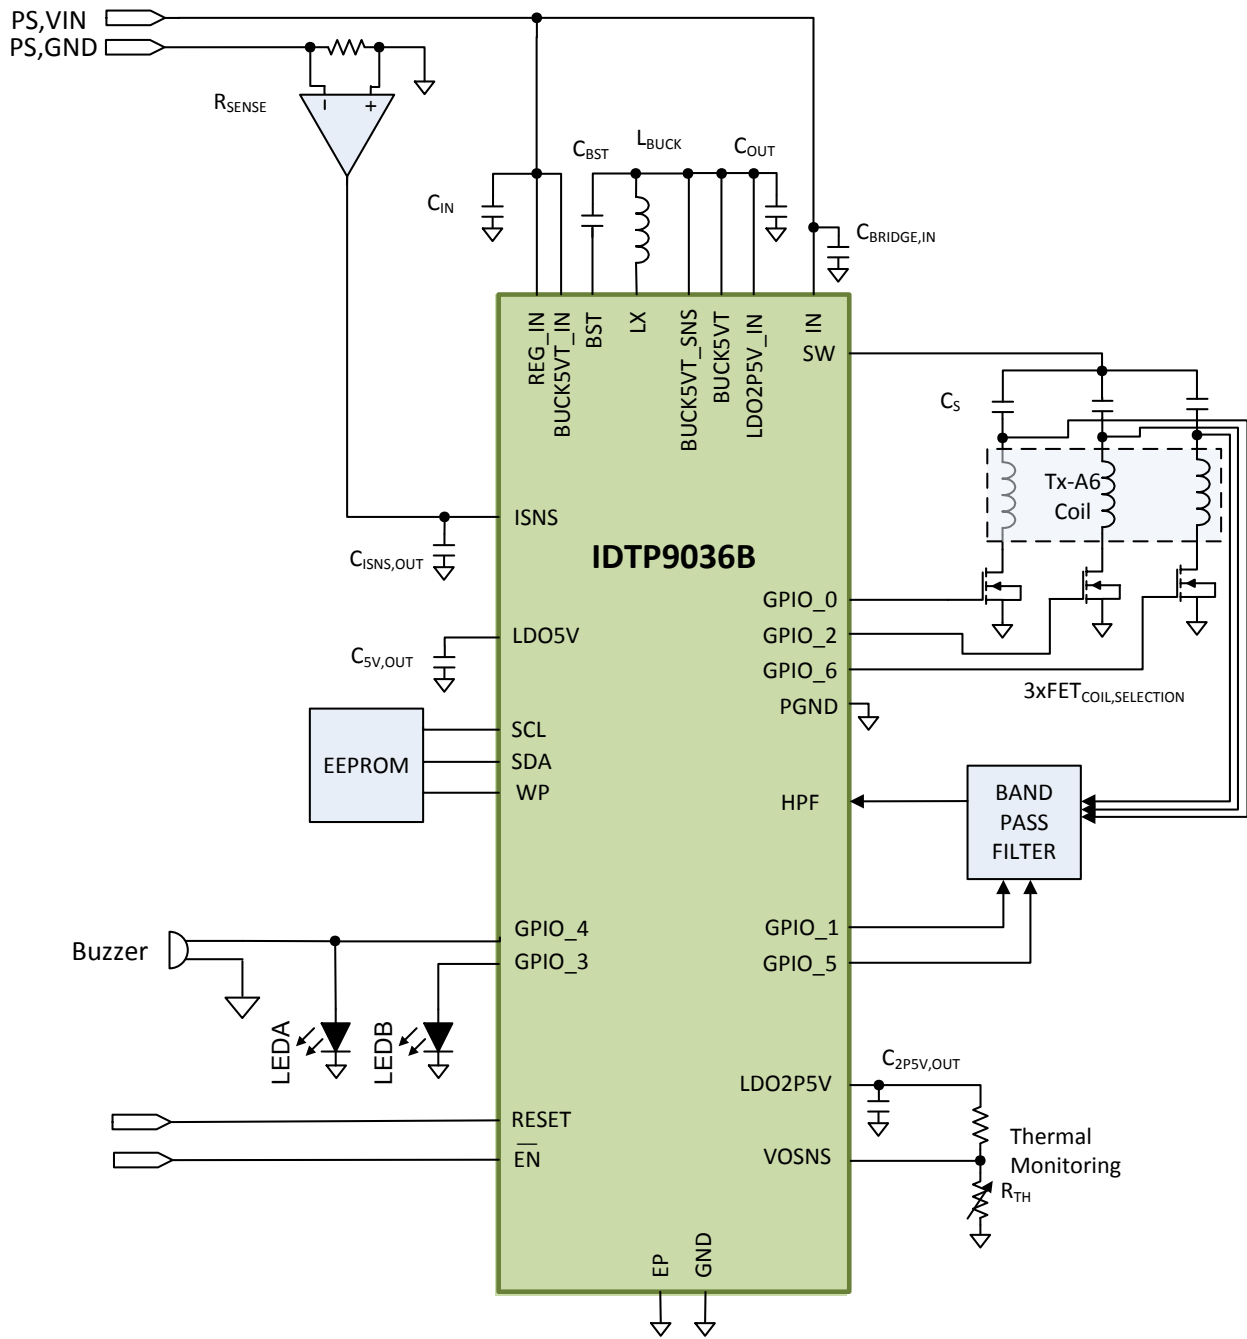 PS,VIN
PS,GND
RSENSE
− +
CIN
CBST
LBUCK
COUT
CBRIDGE,IN
REG_IN
BUCK5VT_IN
BST
LX
BUCK5VT_SNS
BUCK5VT
LDO2P5V_IN
IN
SW
CS
Tx-A6
Coil
ISNS
CISNS,OUT
IDTP9036B
GPIO_0
GPIO_2
GPIO_6
3xFETCOIL,SELECTION
PGND
LDO5V
C5V,OUT
EEPROM
SCL
SDA
WP
HPF
BAND
PASS
FILTER
Buzzer
GPIO_4
GPIO_3
GPIO_1
GPIO_5
LEDA
LEDB
LDO2P5V
C2P5V,OUT
RESET
EN
VOSNS
Thermal
Monitoring
RTH
EP
GND